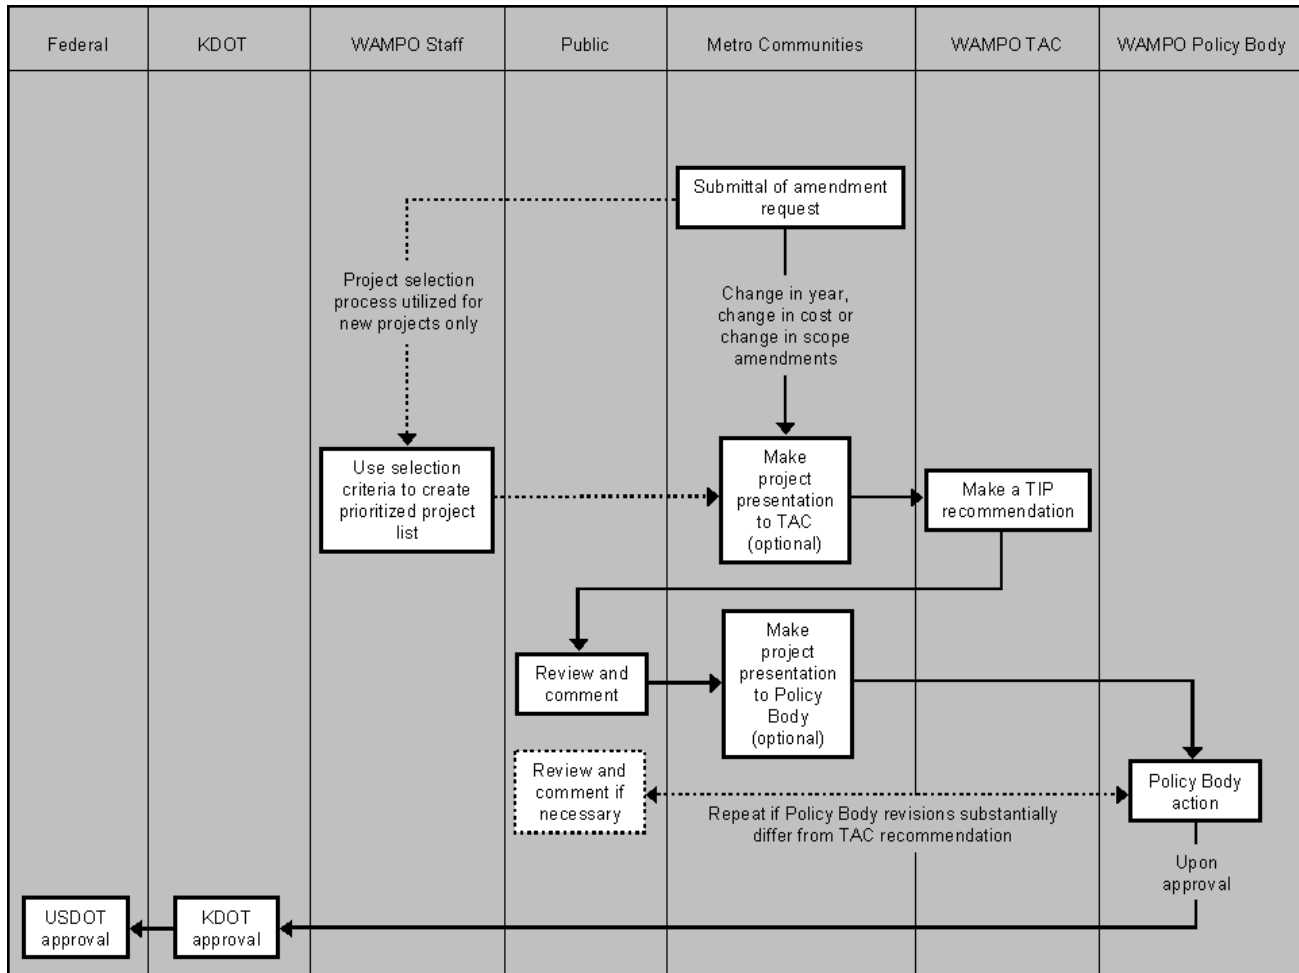 Federal
KDOT
WAMPO Staff
Public
Metro Communities
WAMPO TAC
WAMPO Policy Body
Submittal of amendment
request
Project selection
process utilized for
new projects only
Change in year,
change in cost or
change in scope
amendments
Use selection
criteria to create
prioritized project
list
Make
project
presentation
to TAC
(optional)
Make a TIP
recommendation
Review and
comment
Make
project
presentation
to Policy
Body
(optional)
Review and
comment if
necessary
Repeat if Policy Body revisions substantially
differ from TAC recommendation
Policy Body
action
Upon
approval
USDOT
approval
KDOT
approval